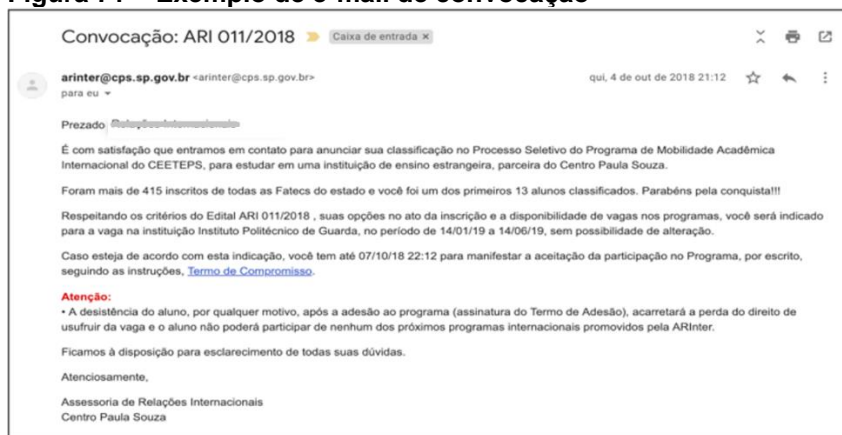 Convocação: ARI 011/2018 Caixa de entrada ×
arinter@cps.sp.gov.br <arinter@cps.sp.gov.br> qui, 4 de out de 2018 21:12
para eu
Prezado
É com satisfação que entramos em contato para anunciar sua classificação no Processo Seletivo do Programa de Mobilidade Acadêmica
Internacional do CEETEPS, para estudar em uma instituição de ensino estrangeira, parceira do Centro Paula Souza.
Foram mais de 415 inscritos de todas as Fatecs do estado e você foi um dos primeiros 13 alunos classificados. Parabéns pela conquista!!!
Respeitando os critérios do Edital ARI 011/2018 , suas opções no ato da inscrição e a disponibilidade de vagas nos programas, você será indicado
para a vaga na instituição Instituto Politécnico de Guarda, no período de 14/01/19 a 14/06/19, sem possibilidade de alteração.
Caso esteja de acordo com esta indicação, você tem até 07/10/18 22:12 para manifestar a aceitação da participação no Programa, por escrito,
seguindo as instruções, Termo de Compromisso.
Atenção:
• A desistência do aluno, por qualquer motivo, após a adesão ao programa (assinatura do Termo de Adesão), acarretará a perda do direito de
usufruir da vaga e o aluno não poderá participar de nenhum dos próximos programas internacionais promovidos pela ARInter.
Ficamos à disposição para esclarecimento de todas suas dúvidas.
Atenciosamente,
Assessoria de Relações Internacionais
Centro Paula Souza